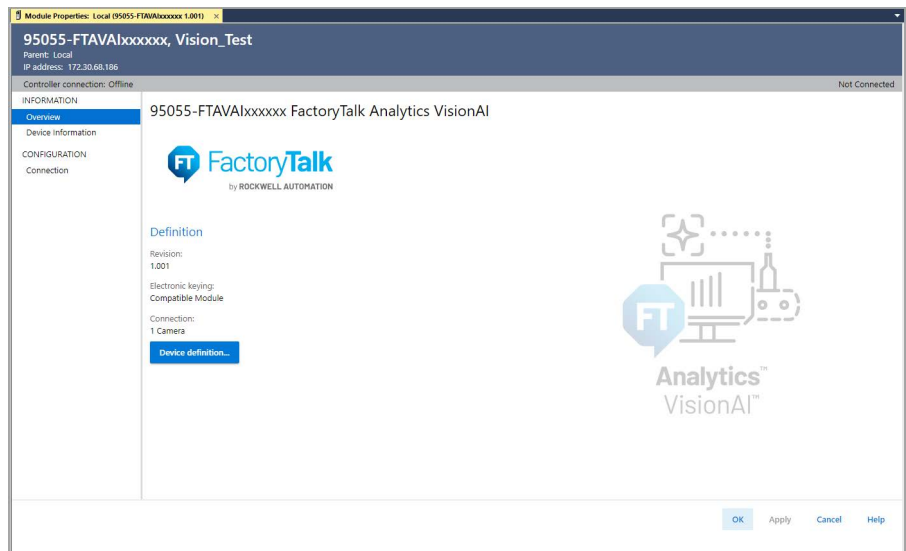 Module Properties: Local (95055-FTAVAIxxxxxx 1.001) ×
95055-FTAVAIxxxxxx, Vision_Test
Parent: Local
IP address: 172.30.68.186
Controller connection: Offline
Not Connected
INFORMATION
Overview
Device Information
CONFIGURATION
Connection
95055-FTAVAIxxxxxx FactoryTalk Analytics VisionAI
FT FactoryTalk
by ROCKWELL AUTOMATION
Definition
Revision:
1.001
Electronic keying:
Compatible Module
Connection:
1 Camera
Device definition...
FT
Analytics™
VisionAI™
OK Apply Cancel Help